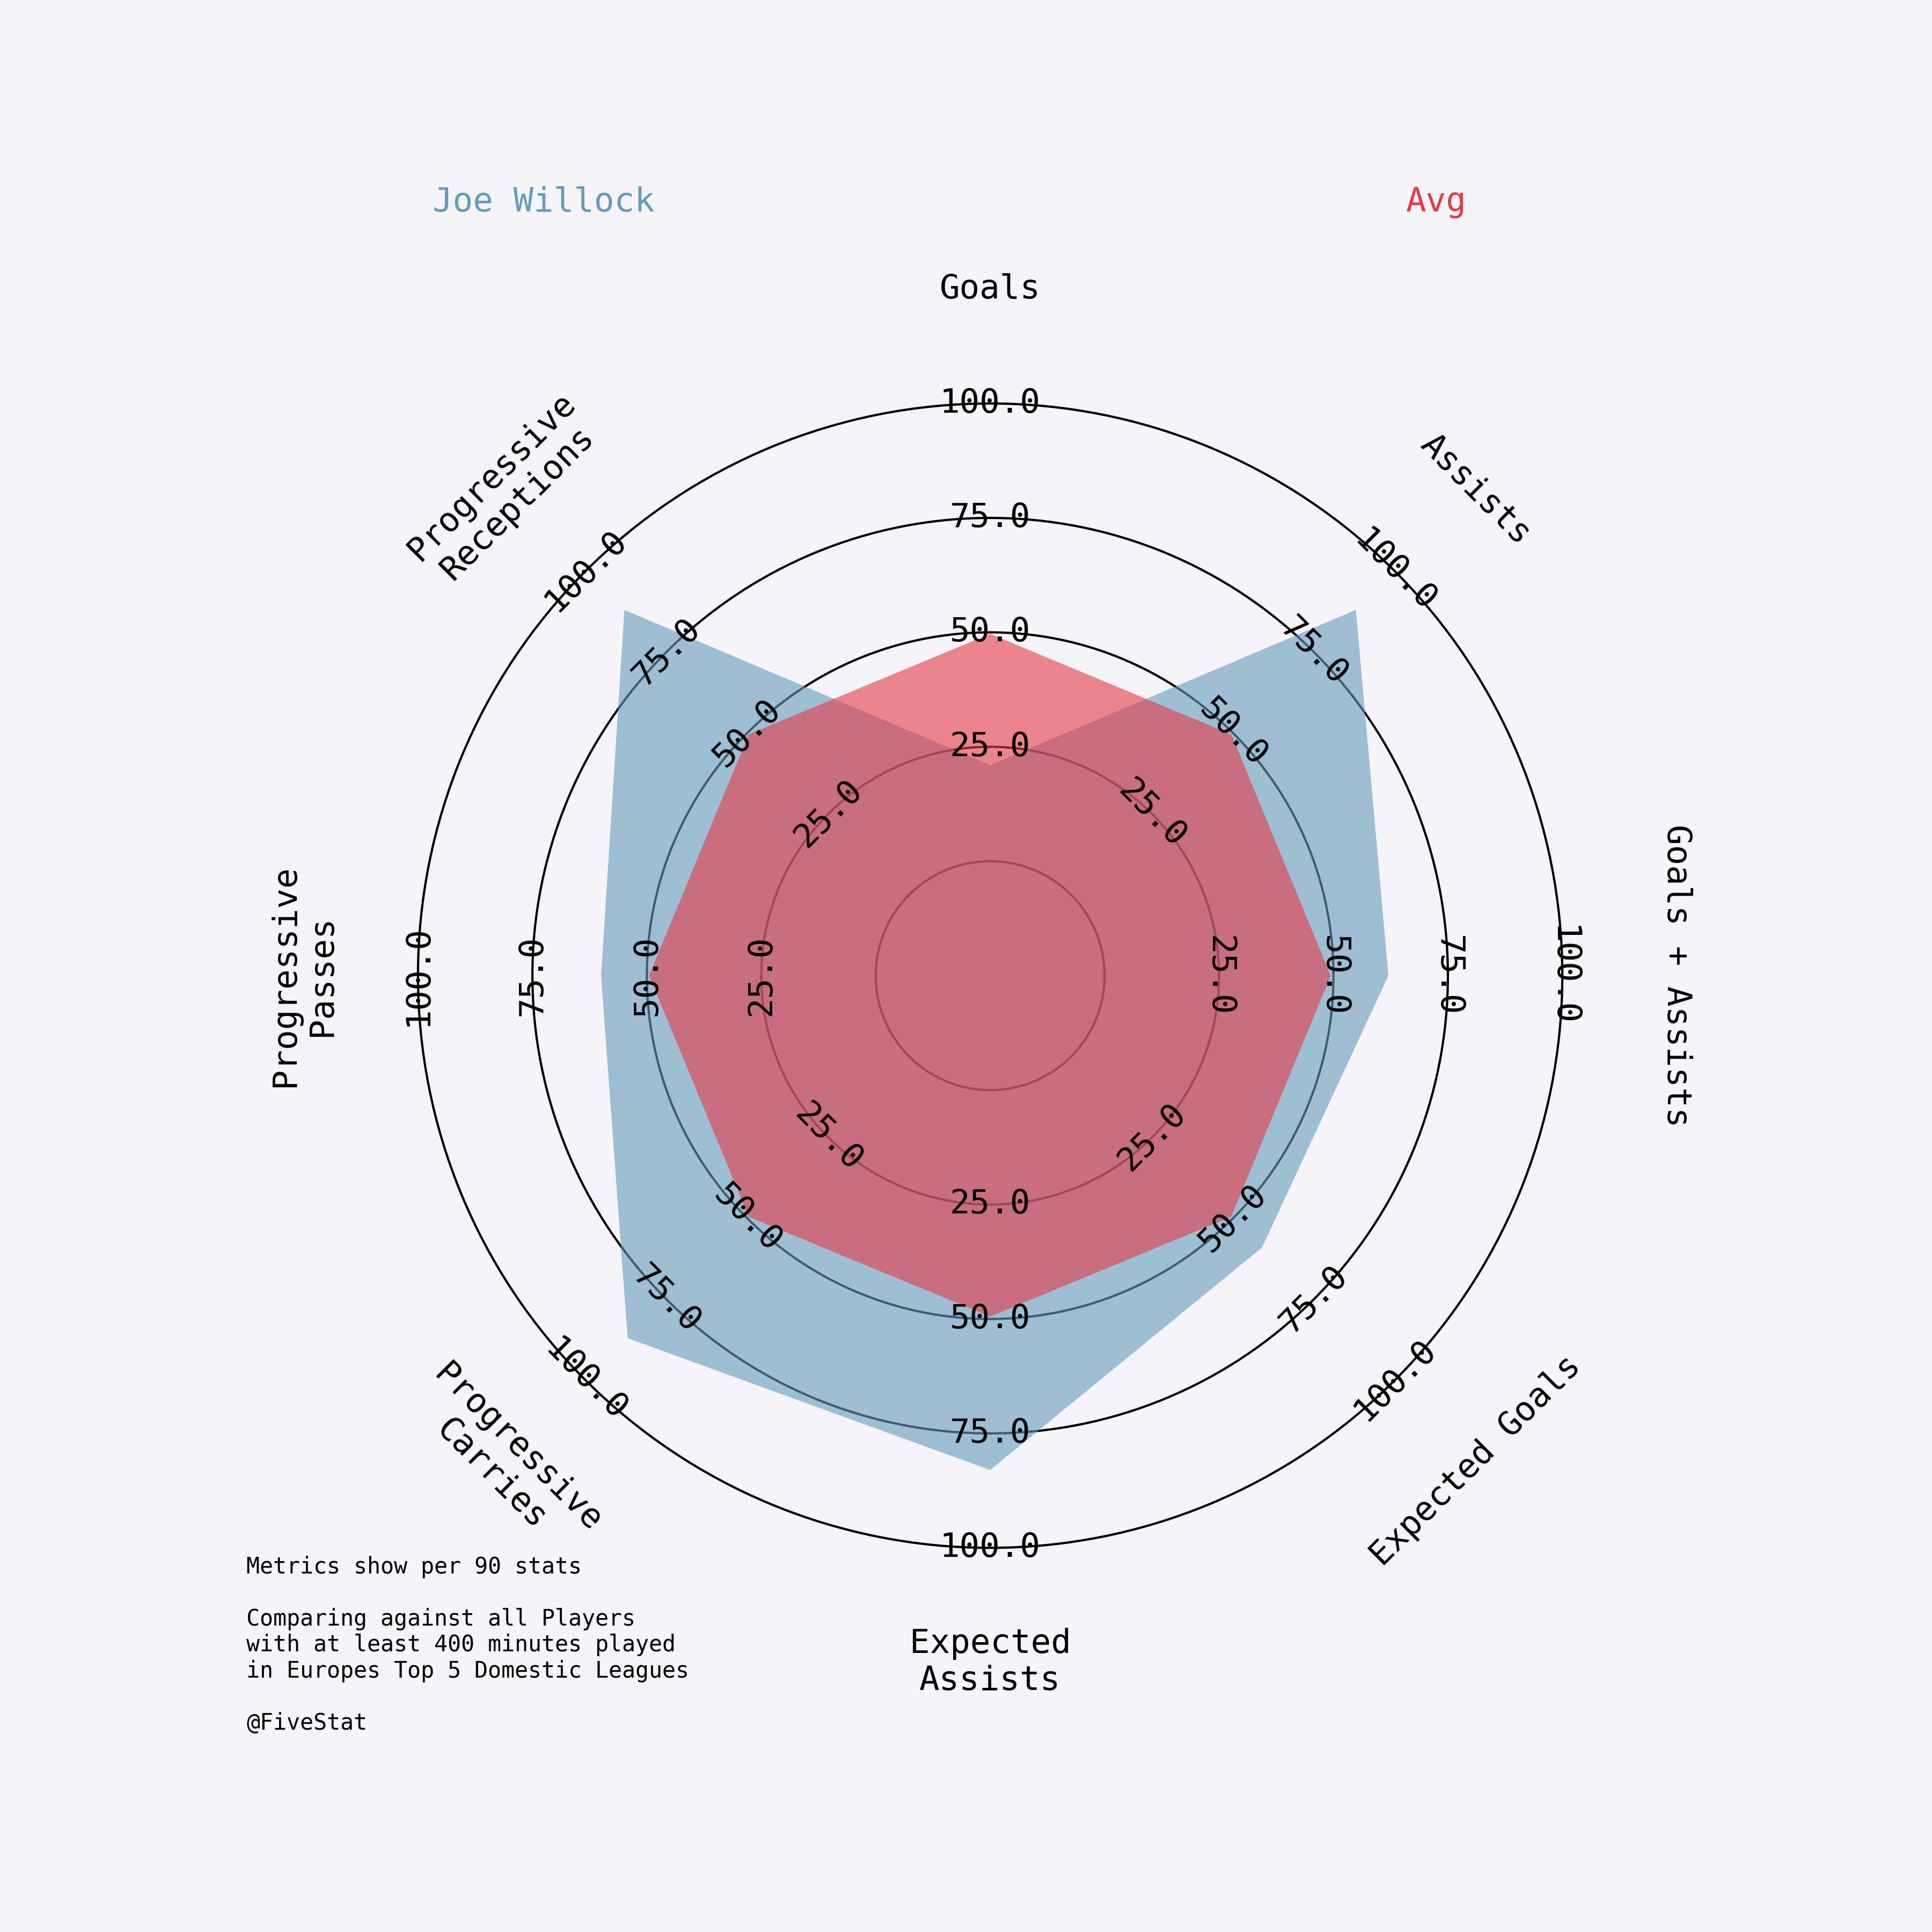 Joe Willock
Avg
Goals
Assists
Goals + Assists
Expected Goals
Expected
Assists
Progressive
Carries
Progressive
Passes
Progressive
Receptions
25.0
50.0
75.0
100.0
25.0
50.0
75.0
100.0
25.0
50.0
75.0
100.0
25.0
50.0
75.0
100.0
25.0
50.0
75.0
100.0
25.0
50.0
75.0
100.0
25.0
50.0
75.0
100.0
25.0
50.0
75.0
100.0
Metrics show per 90 stats
Comparing against all Players
with at least 400 minutes played
in Europes Top 5 Domestic Leagues
@FiveStat